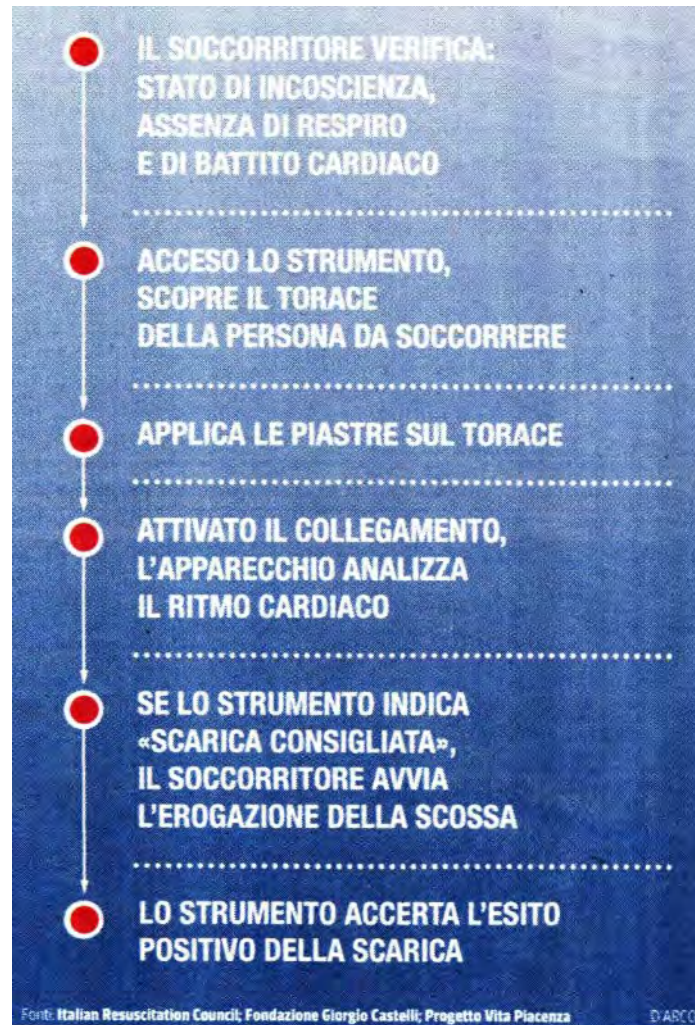 IL SOCCORRITORE VERIFICA:
STATO DI INCOSCIENZA,
ASSENZA DI RESPIRO
E DI BATTITO CARDIACO
ACCESO LO STRUMENTO,
SCOPRE IL TORACE
DELLA PERSONA DA SOCCORRERE
APPLICA LE PIASTRE SUL TORACE
ATTIVATO IL COLLEGAMENTO,
L'APPARECCHIO ANALIZZA
IL RITMO CARDIACO
SE LO STRUMENTO INDICA
«SCARICA CONSIGLIATA»,
IL SOCCORRITORE AVVIA
L'EROGAZIONE DELLA SCOSSA
LO STRUMENTO ACCERTA L'ESITO
POSITIVO DELLA SCARICA
Fonti: Italian Resuscitation Council; Fondazione Giorgio Castelli; Progetto Vita Piacenza D'ARCO